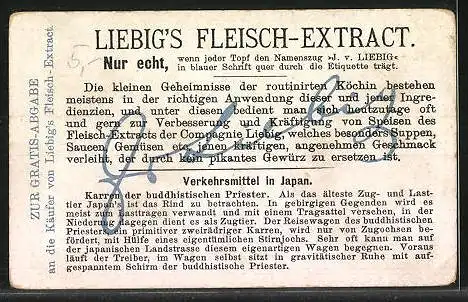 LIEBIG'S FLEISCH-EXTRACT.
Nur echt, wenn jeder Topf den Namenszug »J. v. LIEBIG«
in blauer Schrift quer durch die Etiquette trägt.
Die kleinen Geheimnisse der routinirten Köchin bestehen
meistens in der richtigen Anwendung dieser und jener Ingre-
dienzien, und unter diesen bedient man sich heutzutage oft
und gern zur Verbesserung und Kräftigung von Speisen des
Fleisch-Extracts der Compagnie Liebig, welches besonders Suppen,
Saucen, Gemüsen einen kräftigen, angenehmen Geschmack
verleiht, der durch kein pikantes Gewürz zu ersetzen ist.
Verkehrsmittel in Japan.
Karren der buddhistischen Priester. Als das älteste Zug- und Last-
tier Japan's ist das Rind zu betrachten. In gebirgigen Gegenden wird es
meist zum Lasttragen verwandt und mit einem Tragsattel versehen, in der
Niederung dagegen dient es als Zugtier. Der Reisewagen des buddhistischen
Priesters, ein primitiver zweirädriger Karren, wird nur von Zugochsen be-
fördert, mit Hülfe eines eigentümlichen Stirnjochs. Sehr oft kann man auf
der japanischen Landstrasse diesem eigenartigen Wagen begegnen. Voraus
läuft der Treiber, im Wagen selbst sitzt in gravitätischer Ruhe mit auf-
gespanntem Schirm der buddhistische Priester.
ZUR GRATIS-ABGABE
an die Käufer von Liebig's Fleisch-Extract.
5,-